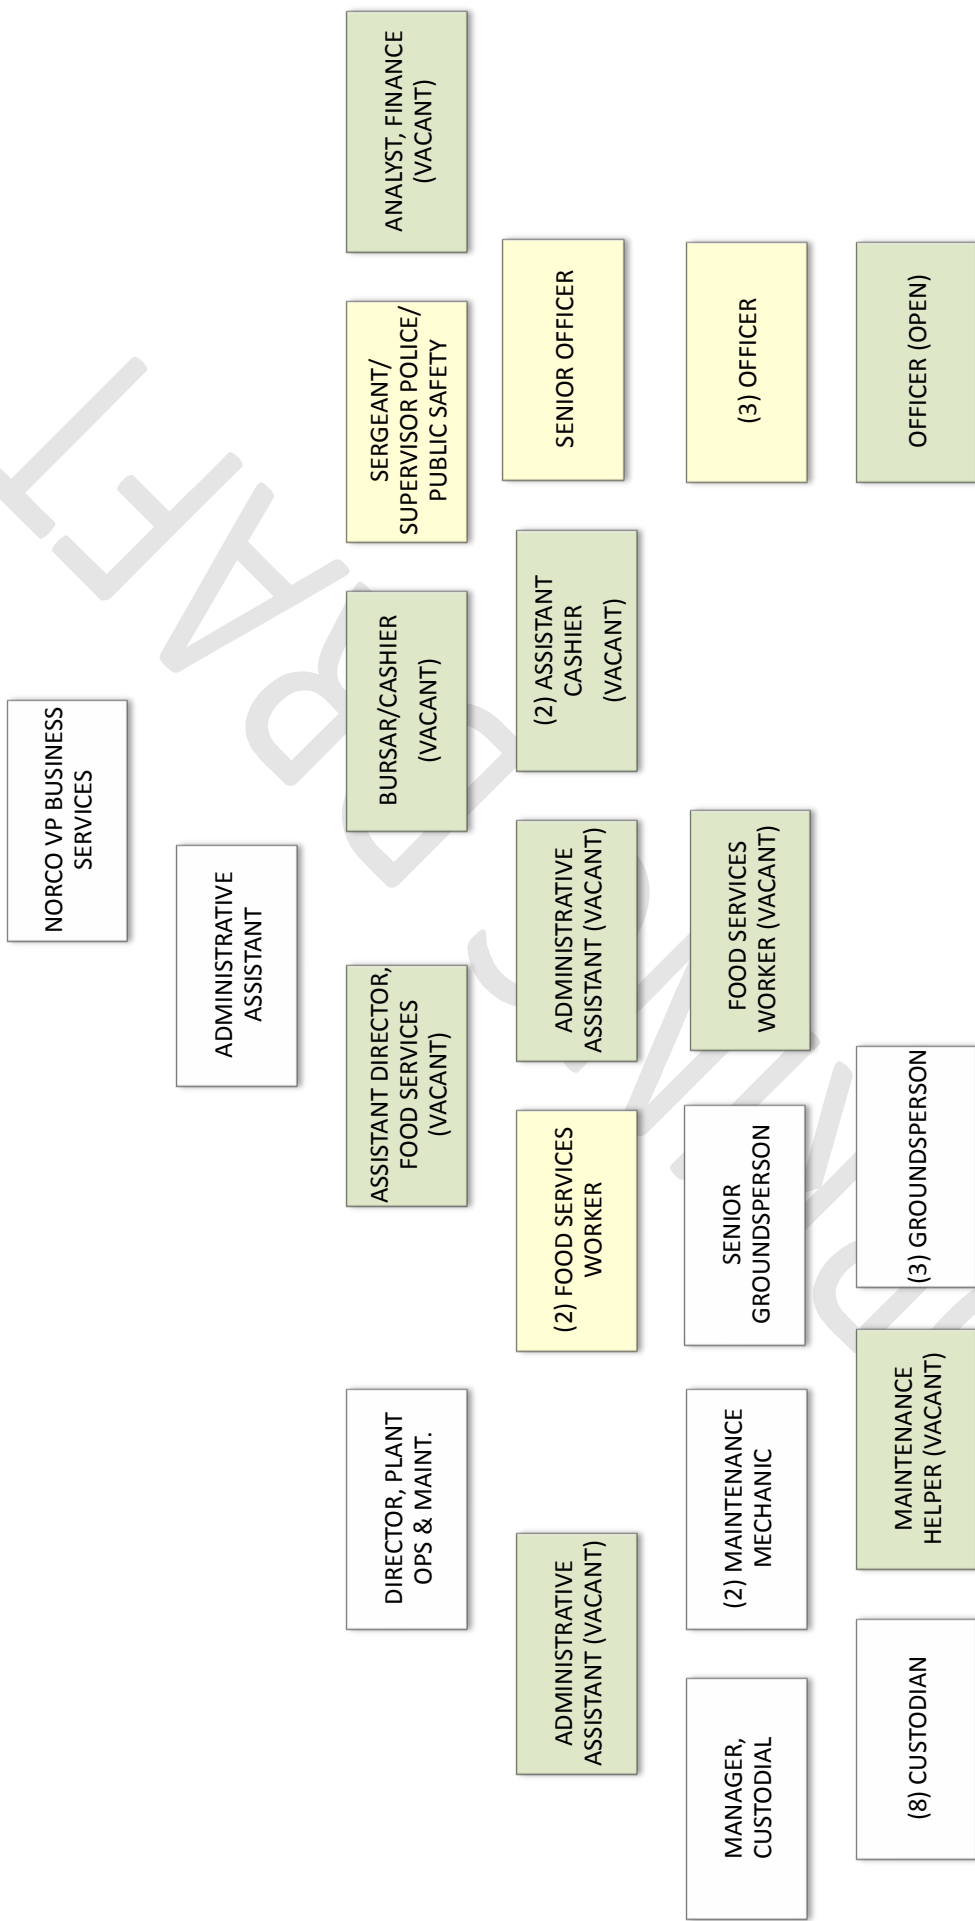 NORCO VP BUSINESS
SERVICES
ADMINISTRATIVE
ASSISTANT
DIRECTOR, PLANT
OPS & MAINT.
ASSISTANT DIRECTOR,
FOOD SERVICES
(VACANT)
BURSAR/CASHIER
(VACANT)
SERGEANT/
SUPERVISOR POLICE/
PUBLIC SAFETY
ANALYST, FINANCE
(VACANT)
ADMINISTRATIVE
ASSISTANT (VACANT)
(2) FOOD SERVICES
WORKER
ADMINISTRATIVE
ASSISTANT (VACANT)
(2) ASSISTANT
CASHIER
(VACANT)
SENIOR OFFICER
MANAGER,
CUSTODIAL
(2) MAINTENANCE
MECHANIC
SENIOR
GROUNDSPERSON
FOOD SERVICES
WORKER (VACANT)
(3) OFFICER
(8) CUSTODIAN
MAINTENANCE
HELPER (VACANT)
(3) GROUNDSPERSON
OFFICER (OPEN)
DRAFT